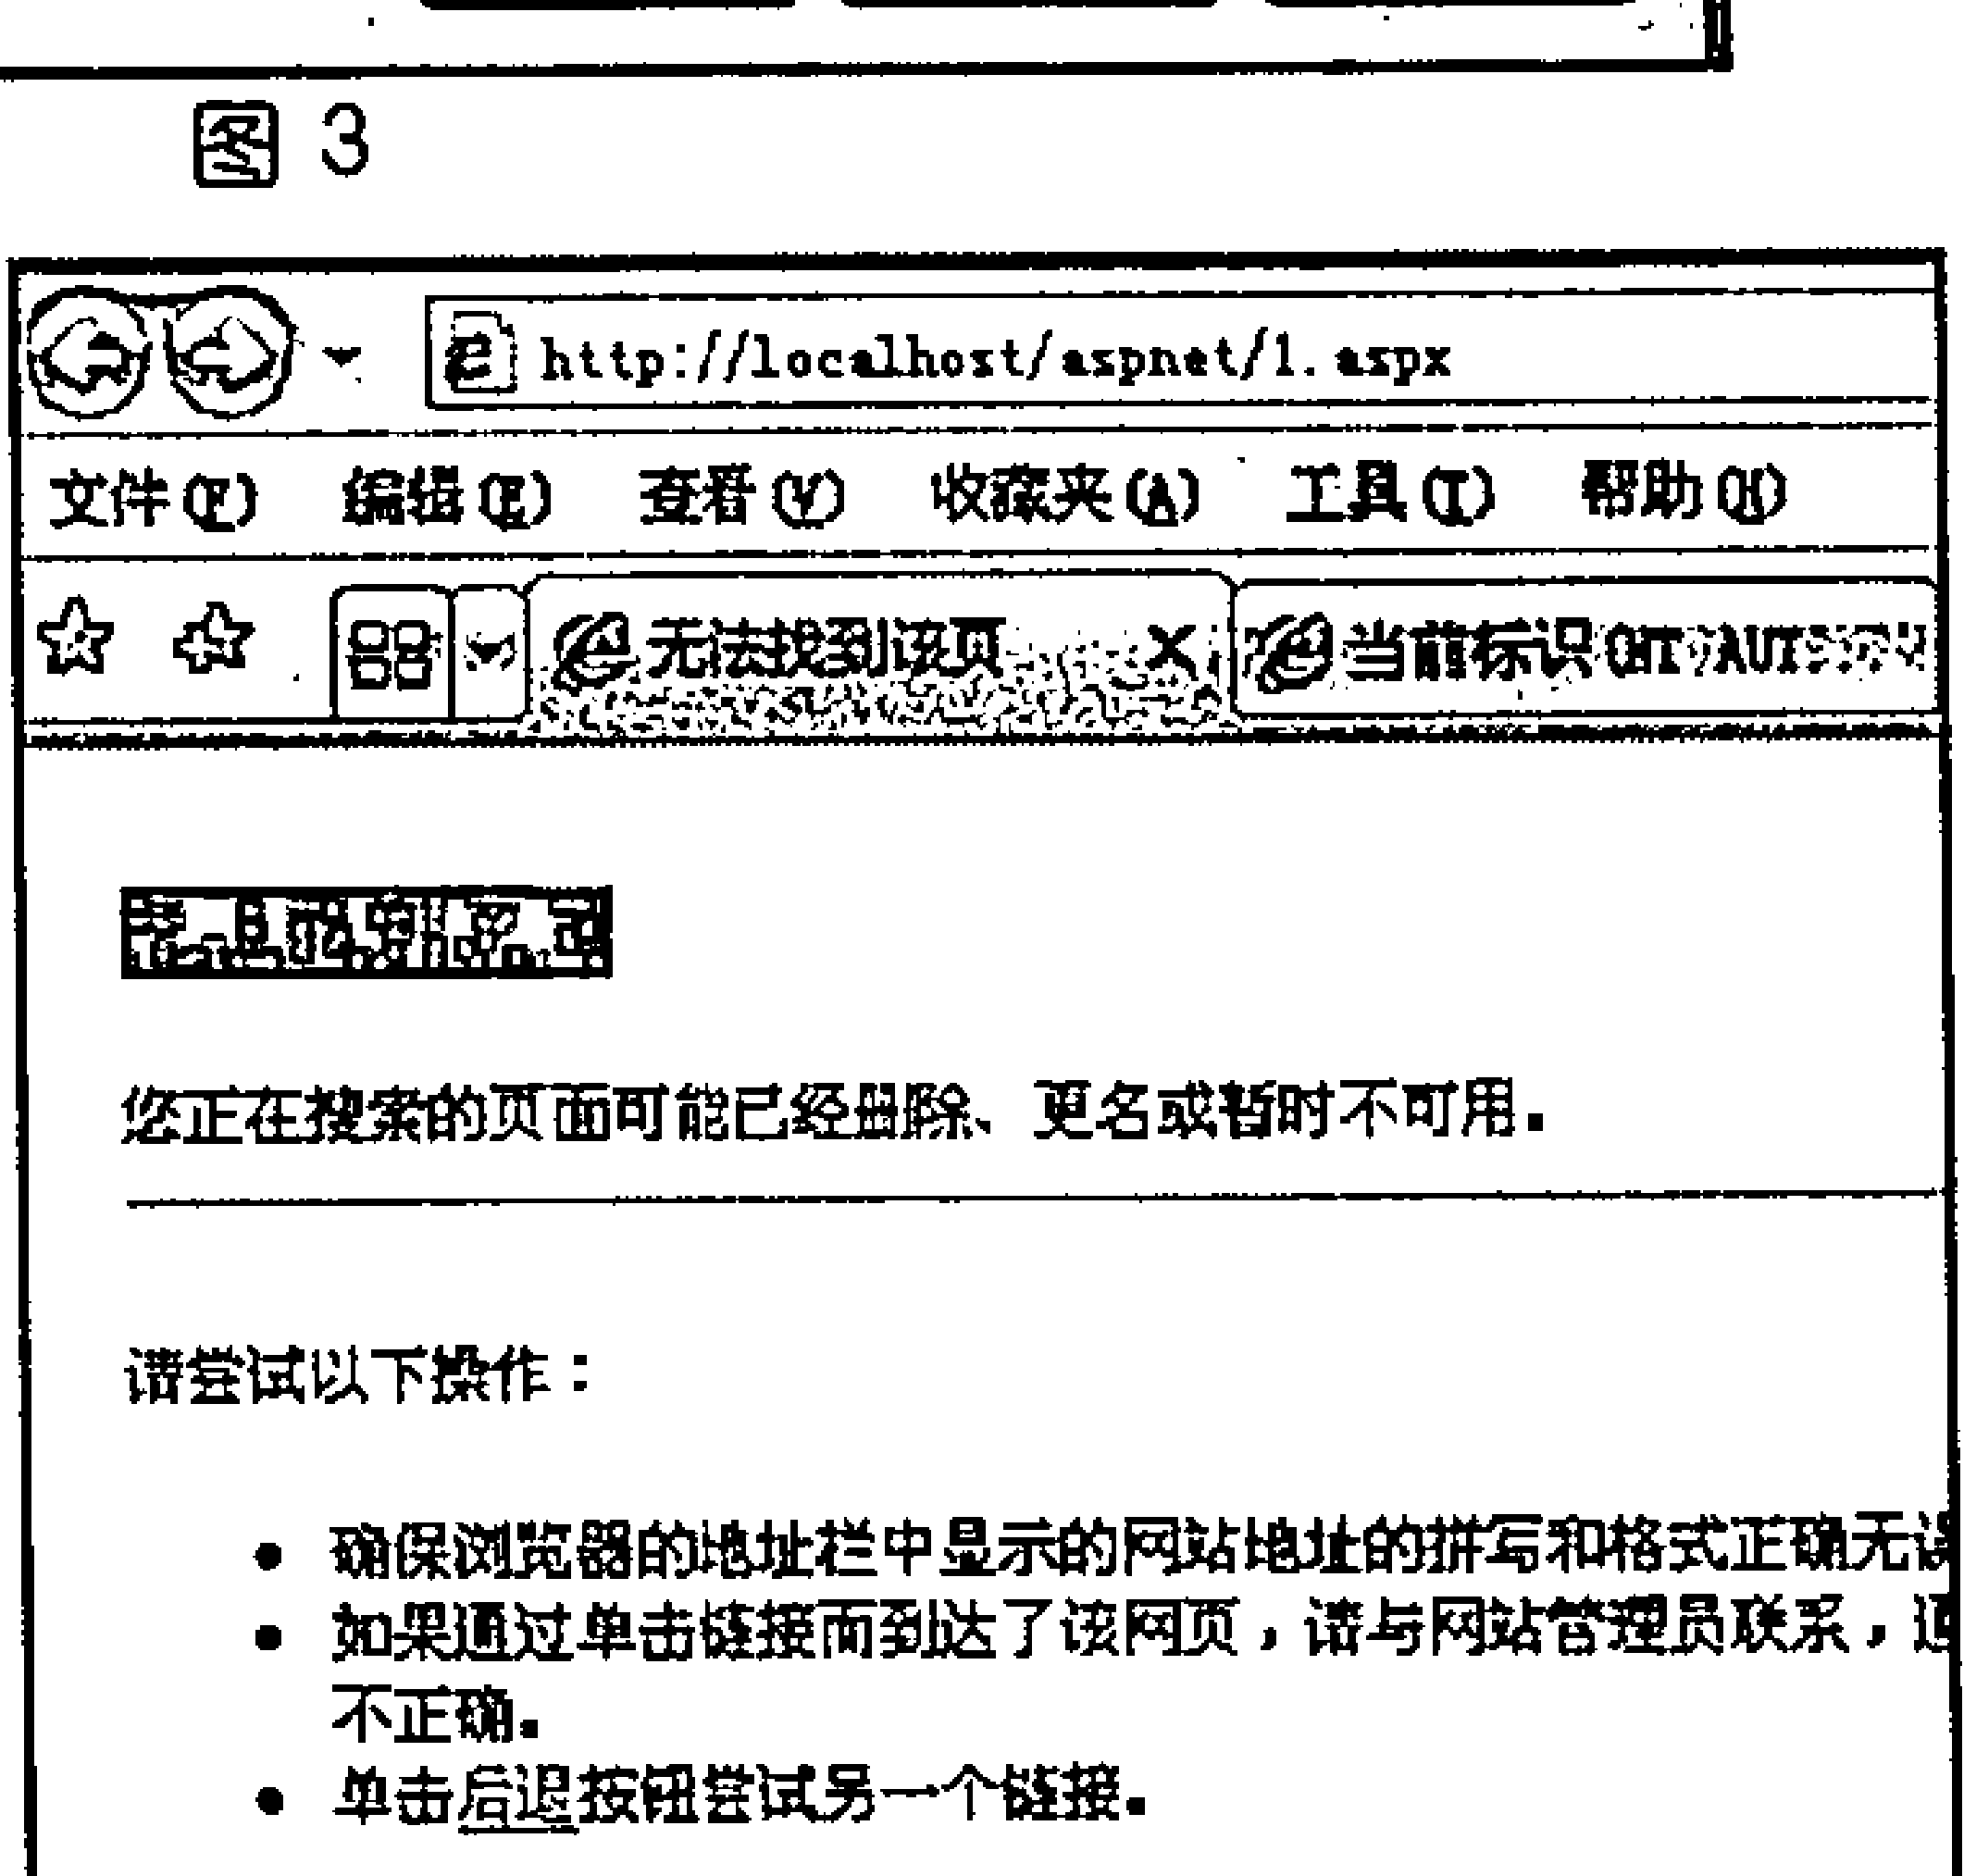 图 3
http://localhost/aspnet/1.aspx
文件(F) 编辑(E) 查看(V) 收藏夹(A) 工具(T) 帮助(H)
无法找到该页 当前标识(NT AUT
您正在搜索的页面可能已经删除、更名或暂时不可用。
请尝试以下操作：
● 确保浏览器的地址栏中显示的网站地址的拼写和格式正确无误
● 如果通过单击链接而到达了该网页，请与网站管理员联系，通
不正确。
● 单击后退按钮尝试另一个链接。